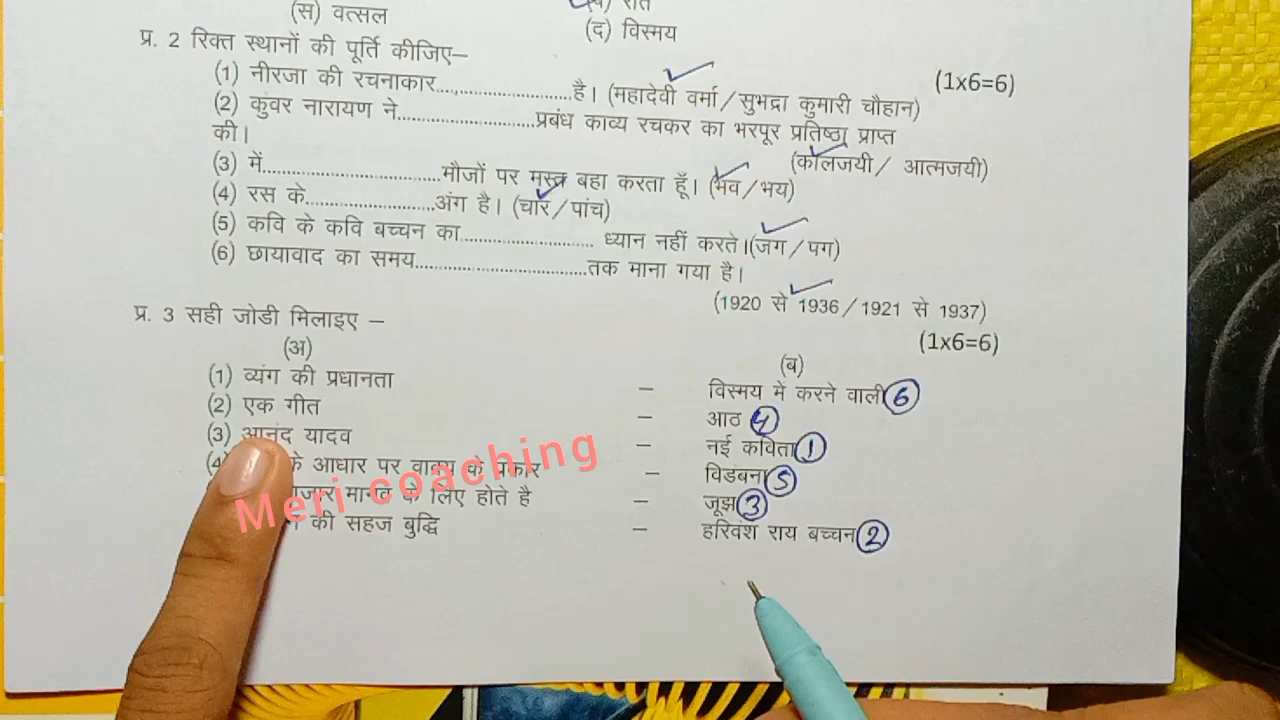 (स) वत्सल
(द) विस्मय
प्र. 2 रिक्त स्थानों की पूर्ति कीजिए–
(1x6=6)
(1) नीरजा की रचनाकार..............................है। (महादेवी वर्मा/सुभद्रा कुमारी चौहान)
(2) कुंवर नारायण ने..............................प्रबंध काव्य रचकर का भरपूर प्रतिष्ठा प्राप्त
की।
(कालजयी/ आत्मजयी)
(3) में..............................मौजों पर मस्त बहा करता हूँ। (भव/भय)
(4) रस के......................अंग है। (चार/पांच)
(5) कवि के कवि बच्चन का.......................... ध्यान नहीं करते।(जग/पग)
(6) छायावाद का समय..................................तक माना गया है।
(1920 से 1936/1921 से 1937)
प्र. 3 सही जोडी मिलाइए –
(1x6=6)
(अ) (ब)
(1) व्यंग की प्रधानता – विस्मय में करने वाली 6
(2) एक गीत – आठ 4
(3) आनंद यादव – नई कविता 1
(4) के आधार पर वाक्य के प्रकार – विडंबना 5
मानव के लिए होते है – जूझ 3
की सहज बुद्धि – हरिवंश राय बच्चन 2
Meri coaching